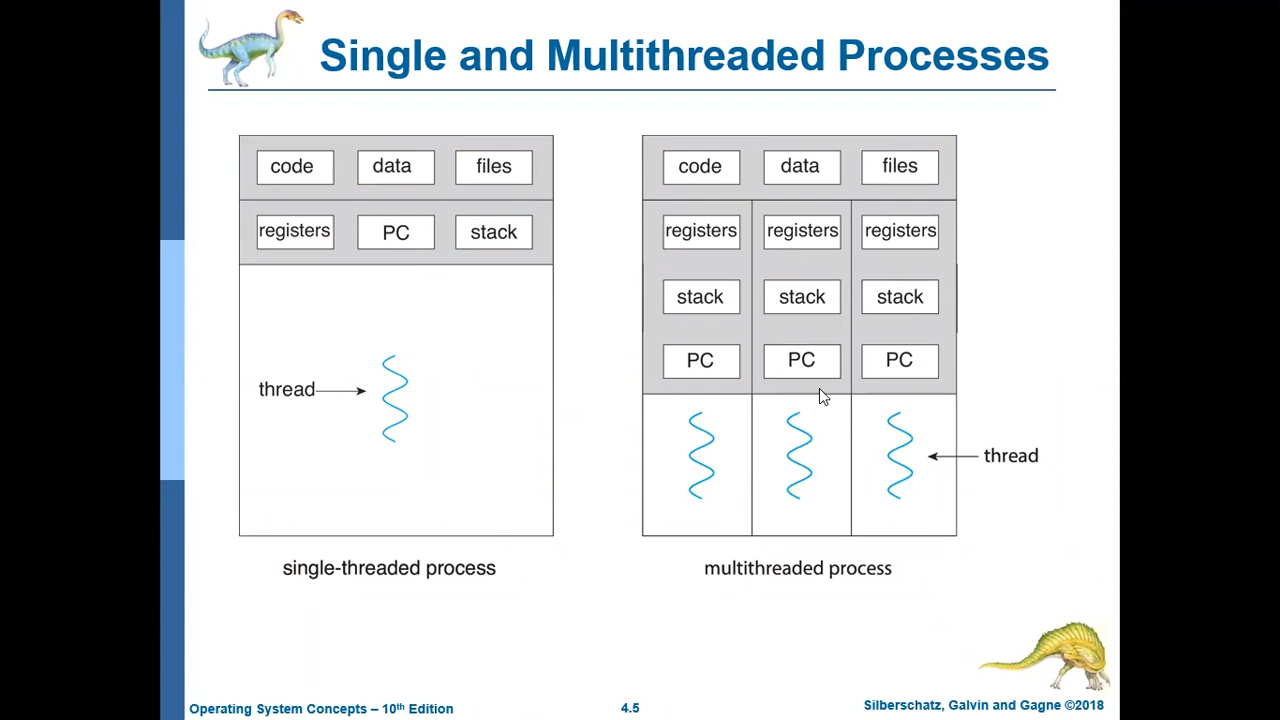 Single and Multithreaded Processes
code data files
registers PC stack
thread
single-threaded process
code data files
registers registers registers
stack stack stack
PC PC PC
thread
multithreaded process
Operating System Concepts – 10th Edition
4.5
Silberschatz, Galvin and Gagne ©2018